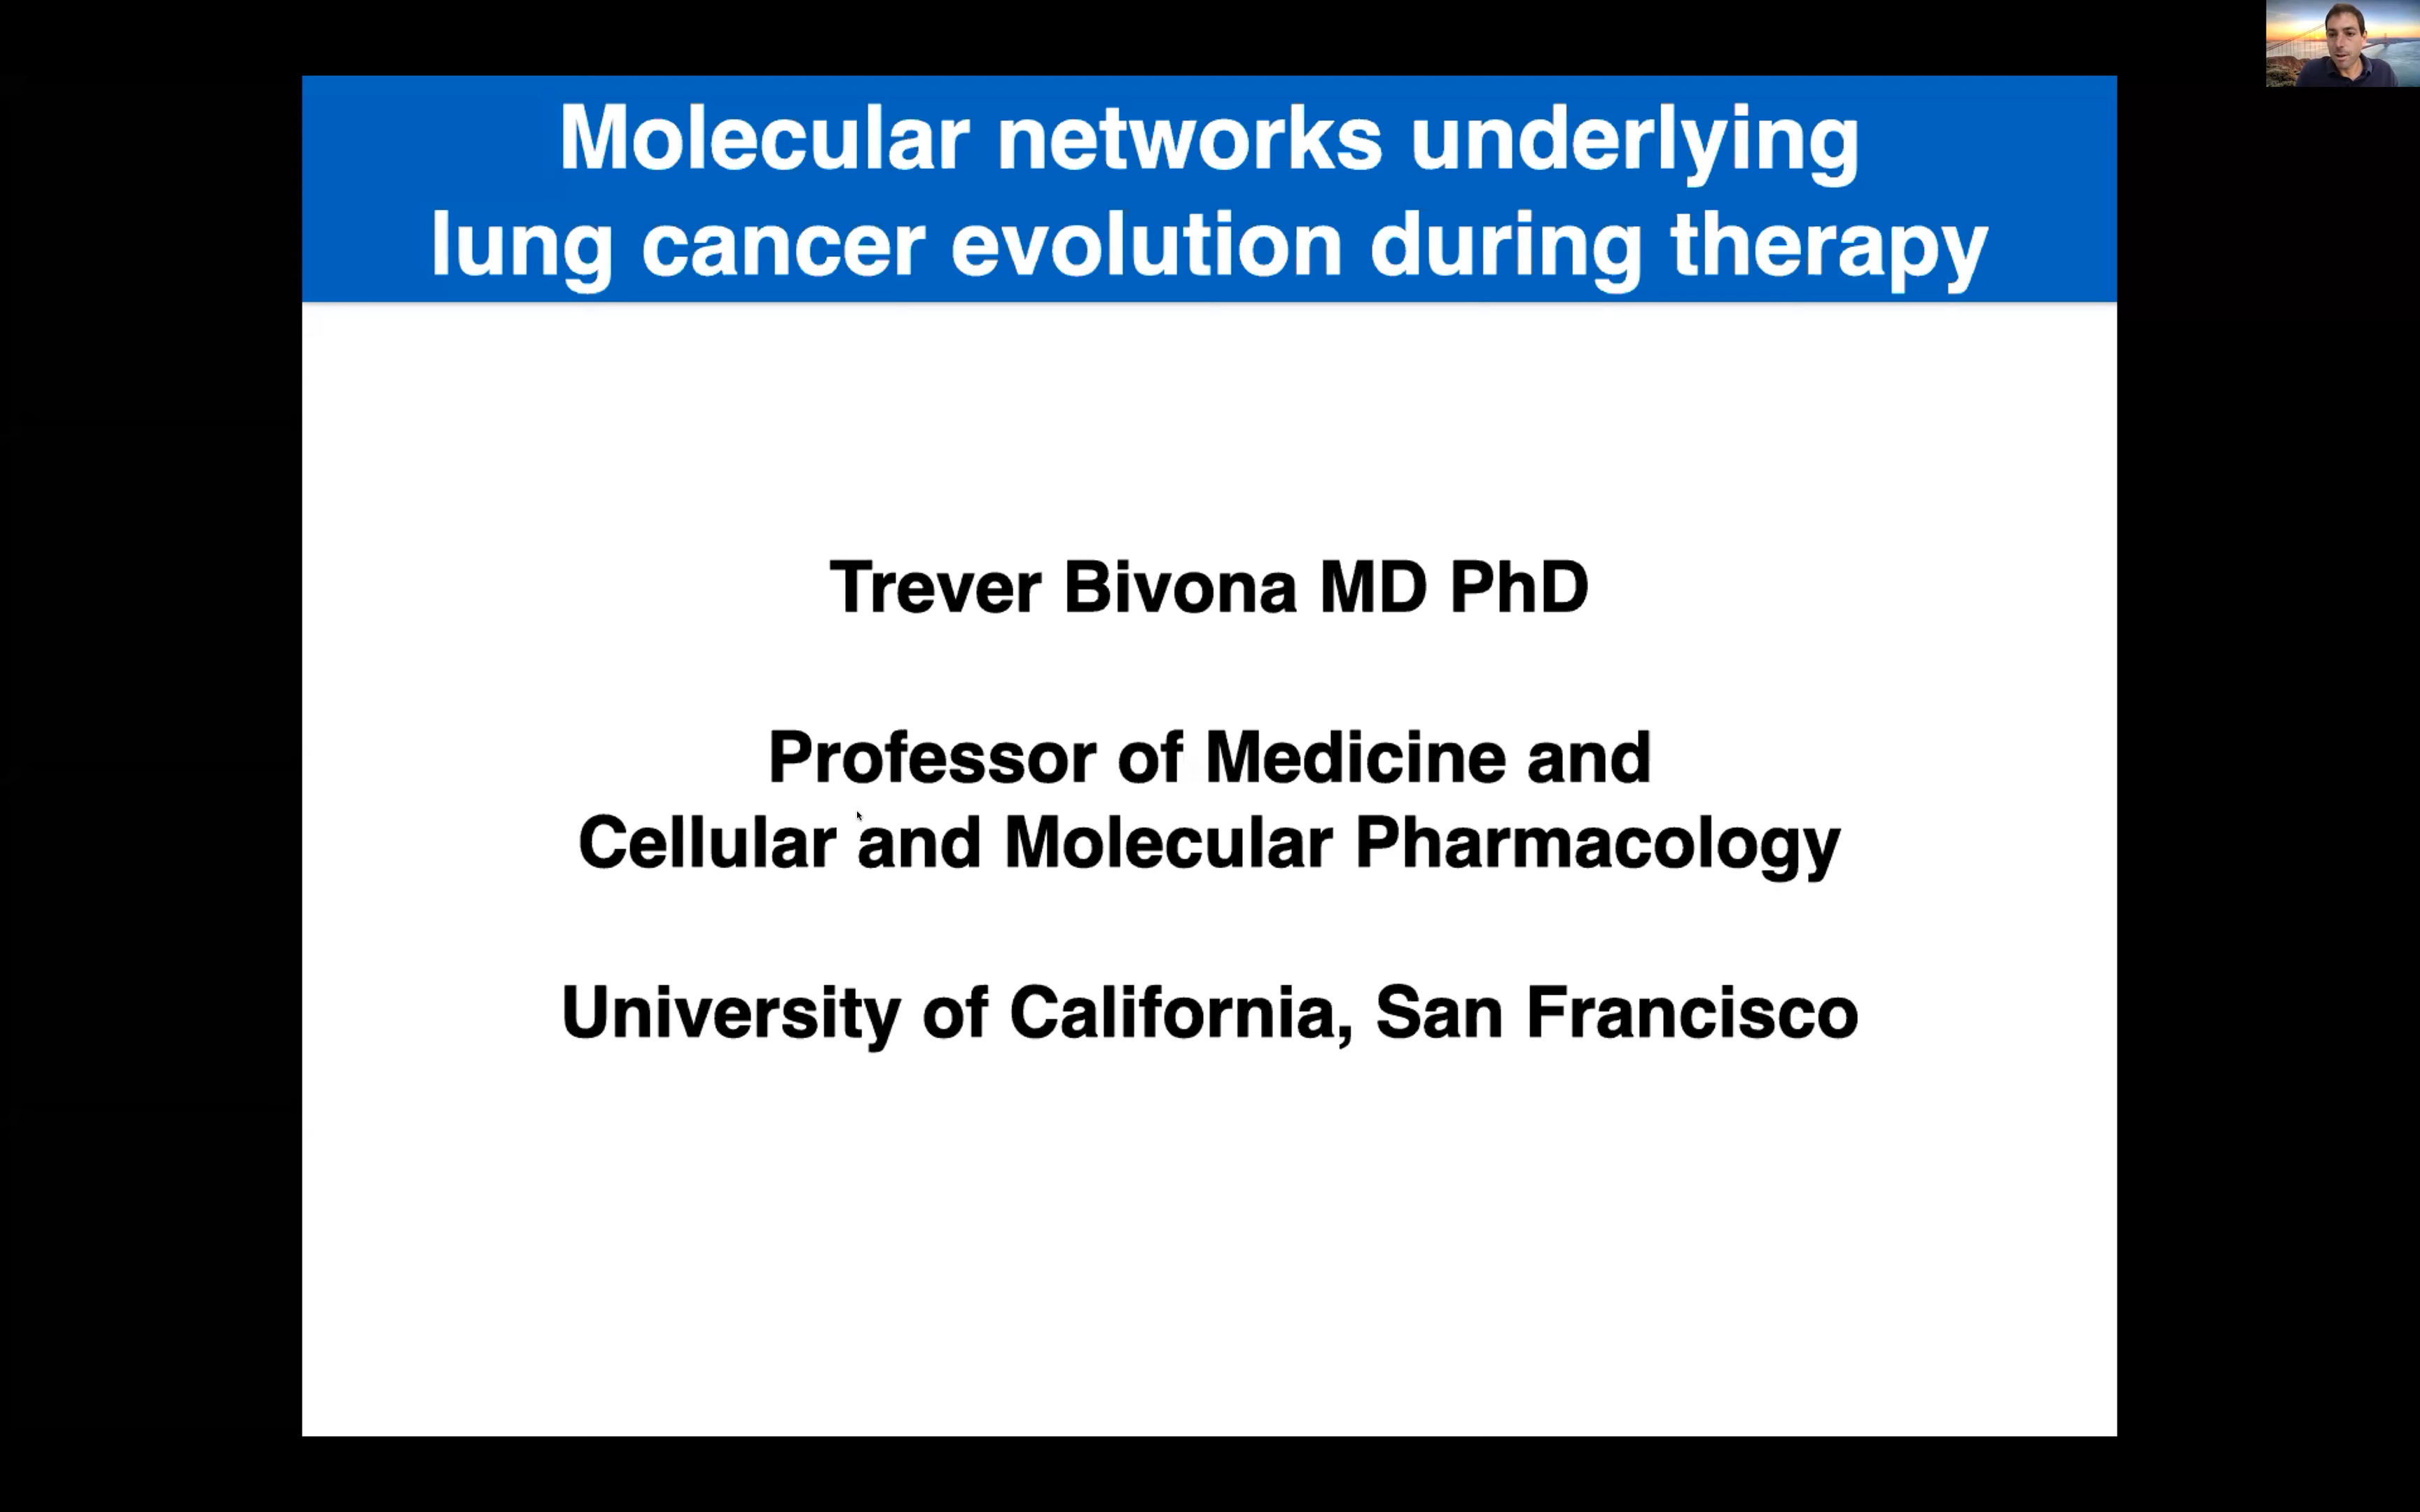 Molecular networks underlying
lung cancer evolution during therapy
Trever Bivona MD PhD
Professor of Medicine and
Cellular and Molecular Pharmacology
University of California, San Francisco